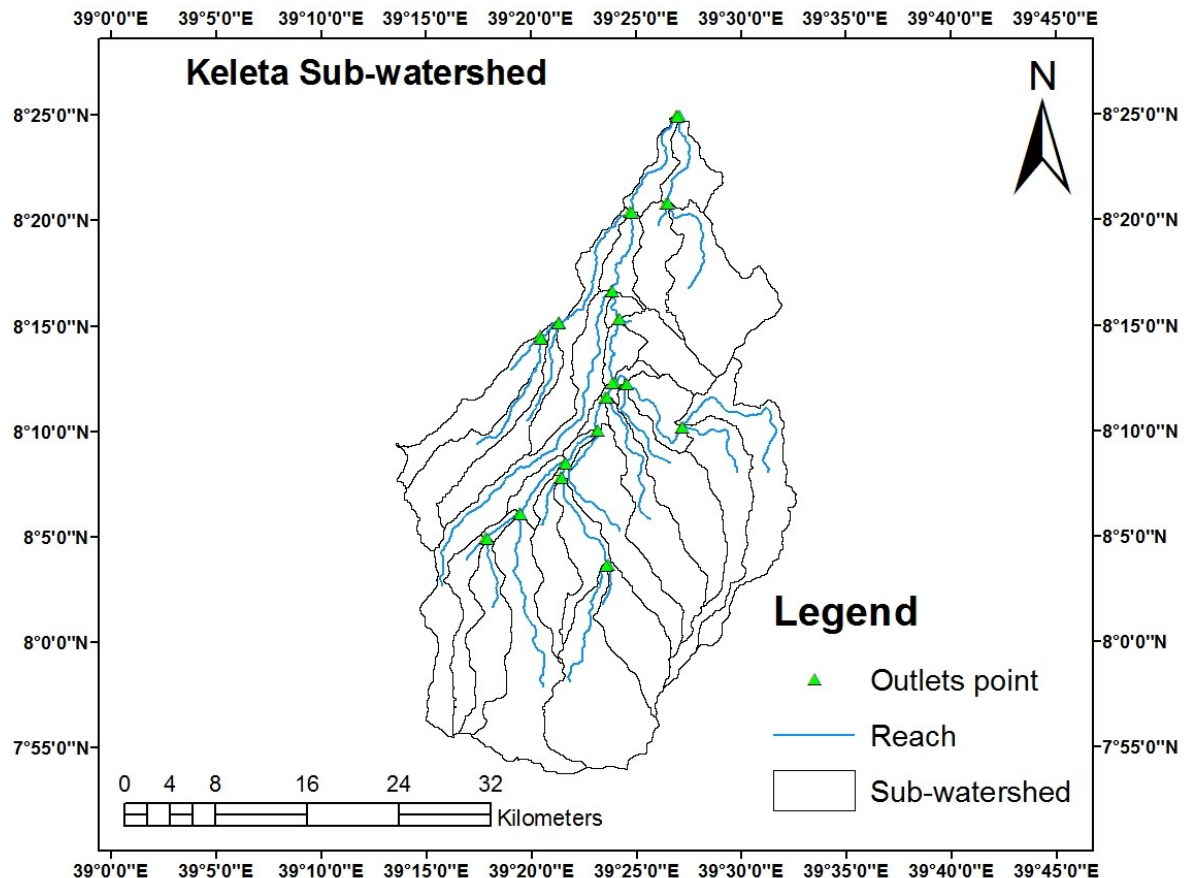 39°0'0"E 39°5'0"E 39°10'0"E 39°15'0"E 39°20'0"E 39°25'0"E 39°30'0"E 39°35'0"E 39°40'0"E 39°45'0"E
Keleta Sub-watershed
N
8°25'0"N 8°25'0"N
8°20'0"N 8°20'0"N
8°15'0"N 8°15'0"N
8°10'0"N 8°10'0"N
8°5'0"N 8°5'0"N
Legend
8°0'0"N 8°0'0"N
Outlets point
Reach
7°55'0"N 7°55'0"N
Sub-watershed
0 4 8 16 24 32
Kilometers
39°0'0"E 39°5'0"E 39°10'0"E 39°15'0"E 39°20'0"E 39°25'0"E 39°30'0"E 39°35'0"E 39°40'0"E 39°45'0"E